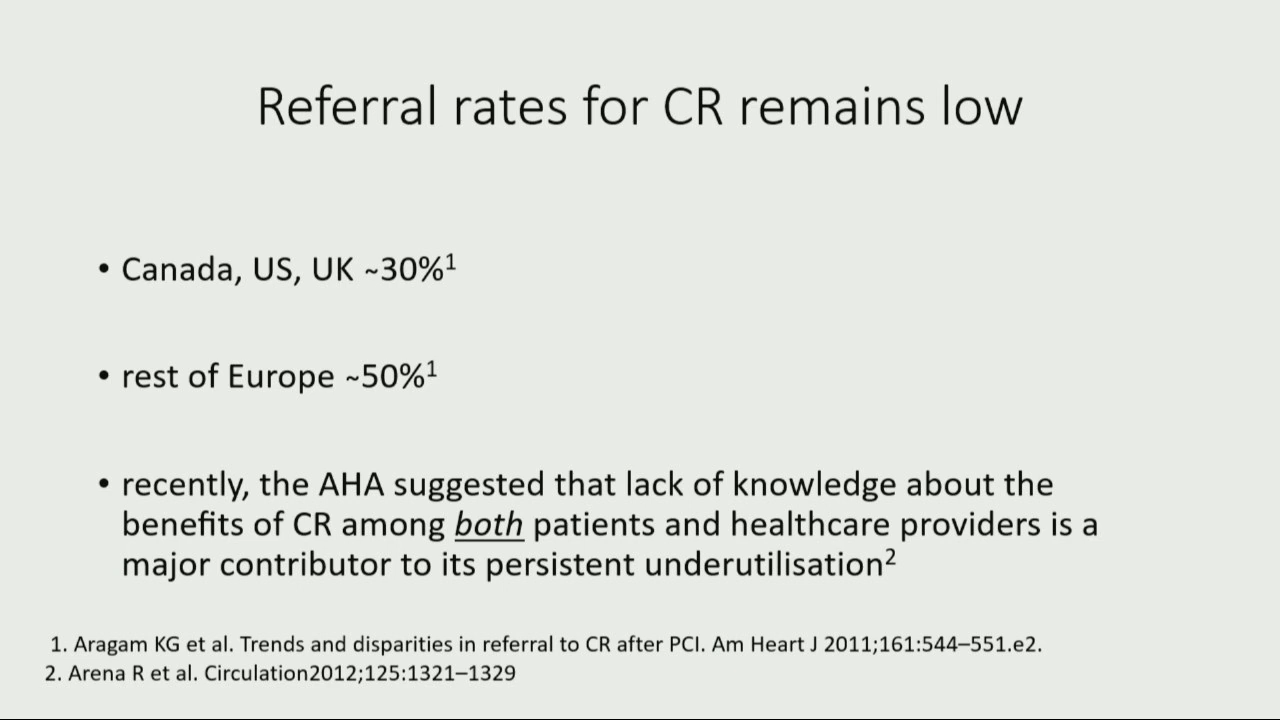 Referral rates for CR remains low
• Canada, US, UK ~30%¹
• rest of Europe ~50%¹
• recently, the AHA suggested that lack of knowledge about the
benefits of CR among both patients and healthcare providers is a
major contributor to its persistent underutilisation²
1. Aragam KG et al. Trends and disparities in referral to CR after PCI. Am Heart J 2011;161:544–551.e2.
2. Arena R et al. Circulation2012;125:1321–1329